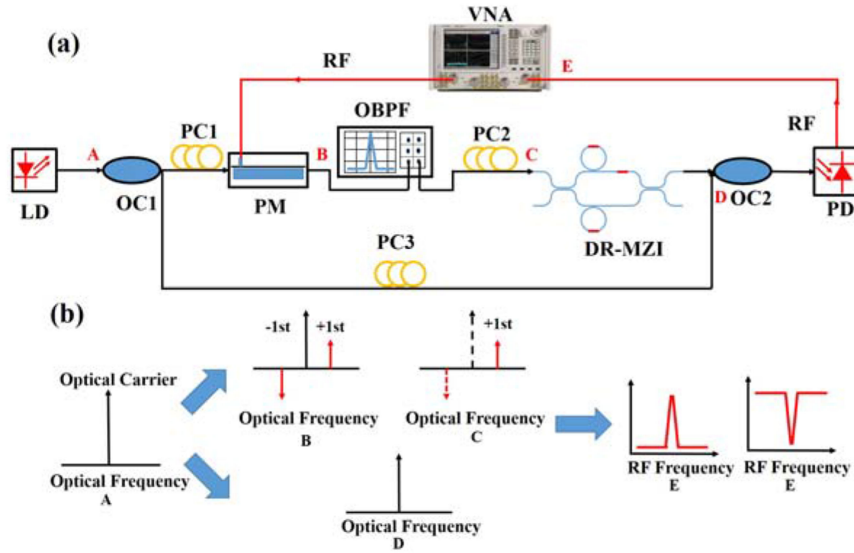 (a)
VNA
RF
E
OBPF
RF
PC1
PC2
A
B
C
D
LD
OC1
PM
DR-MZI
OC2
PD
PC3
(b)
-1st
+1st
+1st
Optical Carrier
Optical Frequency
A
Optical Frequency
B
Optical Frequency
C
Optical Frequency
D
RF Frequency
E
RF Frequency
E